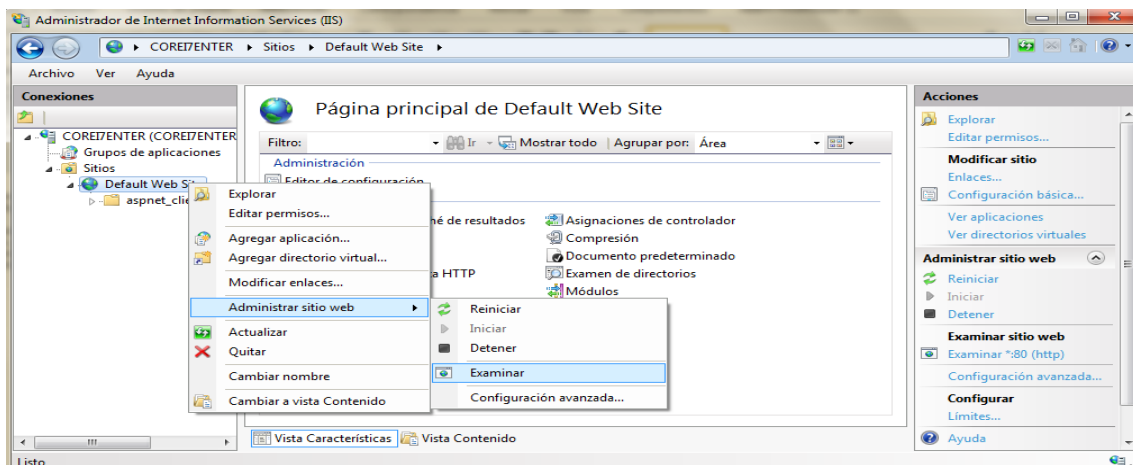 Administrador de Internet Information Services (IIS)
COREI7ENTER Sitios Default Web Site
Archivo Ver Ayuda
Conexiones
COREI7ENTER (COREI7ENTER
Grupos de aplicaciones
Sitios
Default Web Si
aspnet_clie
Explorar
Editar permisos...
Agregar aplicación...
Agregar directorio virtual...
Modificar enlaces...
Administrar sitio web
Actualizar
Quitar
Cambiar nombre
Cambiar a vista Contenido
Reiniciar
Iniciar
Detener
Examinar
Configuración avanzada...
Página principal de Default Web Site
Filtro: Ir Mostrar todo Agrupar por: Área
Administración
Editor de configuración
hé de resultados Asignaciones de controlador
Compresión
Documento predeterminado
a HTTP Examen de directorios
Módulos
Vista Características Vista Contenido
Acciones
Explorar
Editar permisos...
Modificar sitio
Enlaces...
Configuración básica...
Ver aplicaciones
Ver directorios virtuales
Administrar sitio web
Reiniciar
Iniciar
Detener
Examinar sitio web
Examinar *:80 (http)
Configuración avanzada...
Configurar
Límites...
Ayuda
Listo